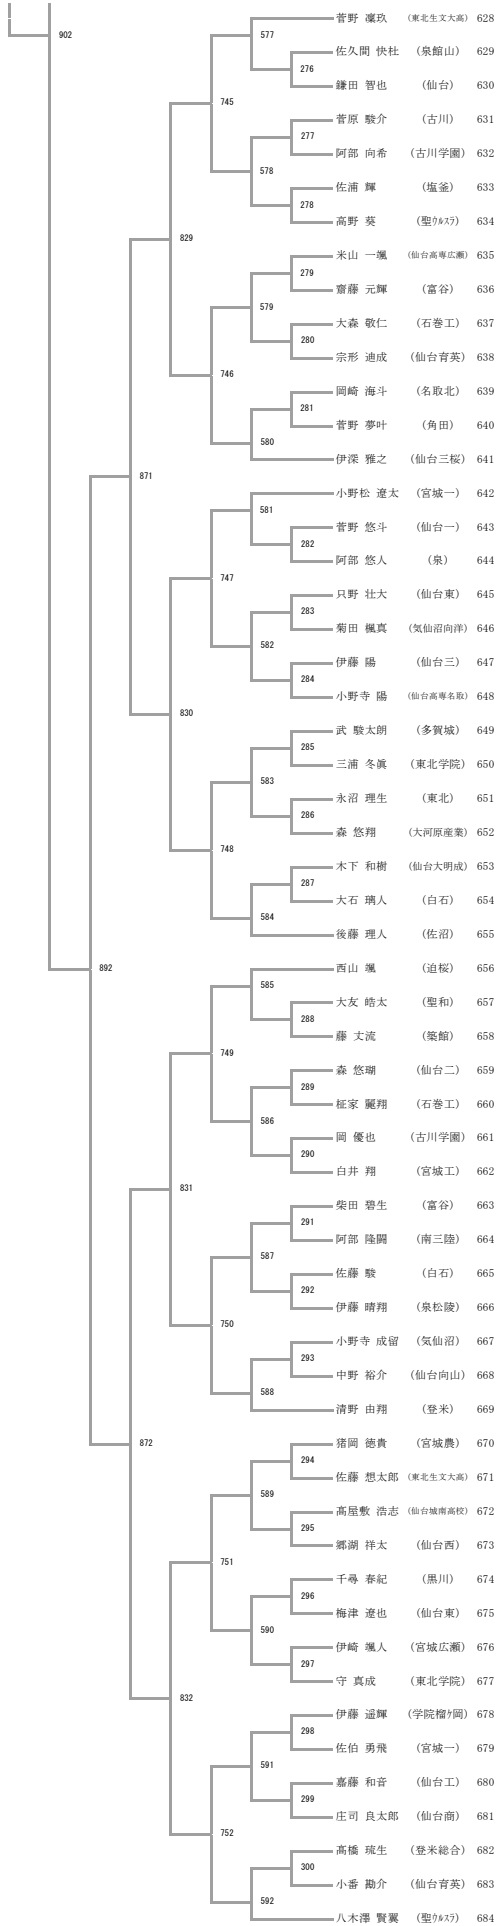 902
菅野 凜玖 (東北生文大高) 628
577
佐久間 快杜 (泉館山) 629
276
鎌田 智也 (仙台) 630
745
菅原 駿介 (古川) 631
277
阿部 向希 (古川学園) 632
578
佐浦 輝 (塩釜) 633
278
高野 葵 (聖ウルスラ) 634
829
米山 一颯 (仙台高専広瀬) 635
279
齋藤 元輝 (富谷) 636
579
大森 敬仁 (石巻工) 637
280
宗形 迪成 (仙台育英) 638
746
岡崎 海斗 (名取北) 639
281
菅野 夢叶 (角田) 640
580
伊深 雅之 (仙台三桜) 641
871
小野松 遼太 (宮城一) 642
581
菅野 悠斗 (仙台一) 643
282
阿部 悠人 (泉) 644
747
只野 壮大 (仙台東) 645
283
菊田 楓真 (気仙沼向洋) 646
582
伊藤 陽 (仙台三) 647
284
小野寺 陽 (仙台高専名取) 648
830
武 駿太朗 (多賀城) 649
285
三浦 冬眞 (東北学院) 650
583
永沼 理生 (東北) 651
286
森 悠翔 (大河原産業) 652
748
木下 和樹 (仙台大明成) 653
287
大石 璃人 (白石) 654
584
後藤 理人 (佐沼) 655
892
西山 颯 (迫桜) 656
585
大友 皓太 (聖和) 657
288
藤 丈流 (築館) 658
749
森 悠瑚 (仙台二) 659
289
柾家 颬翔 (石巻工) 660
586
岡 優也 (古川学園) 661
290
白井 翔 (宮城工) 662
831
柴田 碧生 (富谷) 663
291
阿部 隆闘 (南三陸) 664
587
佐藤 駿 (白石) 665
292
伊藤 晴翔 (泉松陵) 666
750
小野寺 成留 (気仙沼) 667
293
中野 裕介 (仙台向山) 668
588
清野 由翔 (登米) 669
872
猪岡 徳貴 (宮城農) 670
294
佐藤 想太郎 (東北生文大高) 671
589
髙屋敷 浩志 (仙台城南高校) 672
295
郷湖 祥太 (仙台西) 673
751
千尋 春紀 (黒川) 674
296
梅津 遼也 (仙台東) 675
590
伊崎 颯人 (宮城広瀬) 676
297
守 真成 (東北学院) 677
832
伊藤 遥輝 (学院榴ケ岡) 678
298
佐伯 勇飛 (宮城一) 679
591
嘉藤 和音 (仙台工) 680
299
庄司 良太郎 (仙台商) 681
752
髙橋 琉生 (登米総合) 682
300
小番 勘介 (仙台育英) 683
592
八木澤 賢翼 (聖ウルスラ) 684